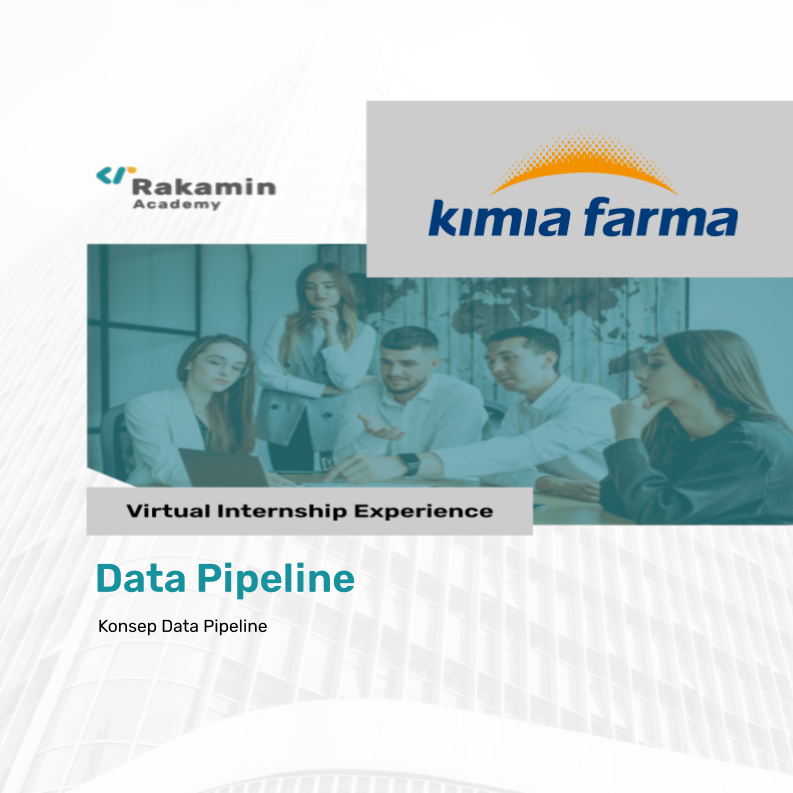 Rakamin
Academy
kimia farma
Virtual Internship Experience
Data Pipeline
Konsep Data Pipeline